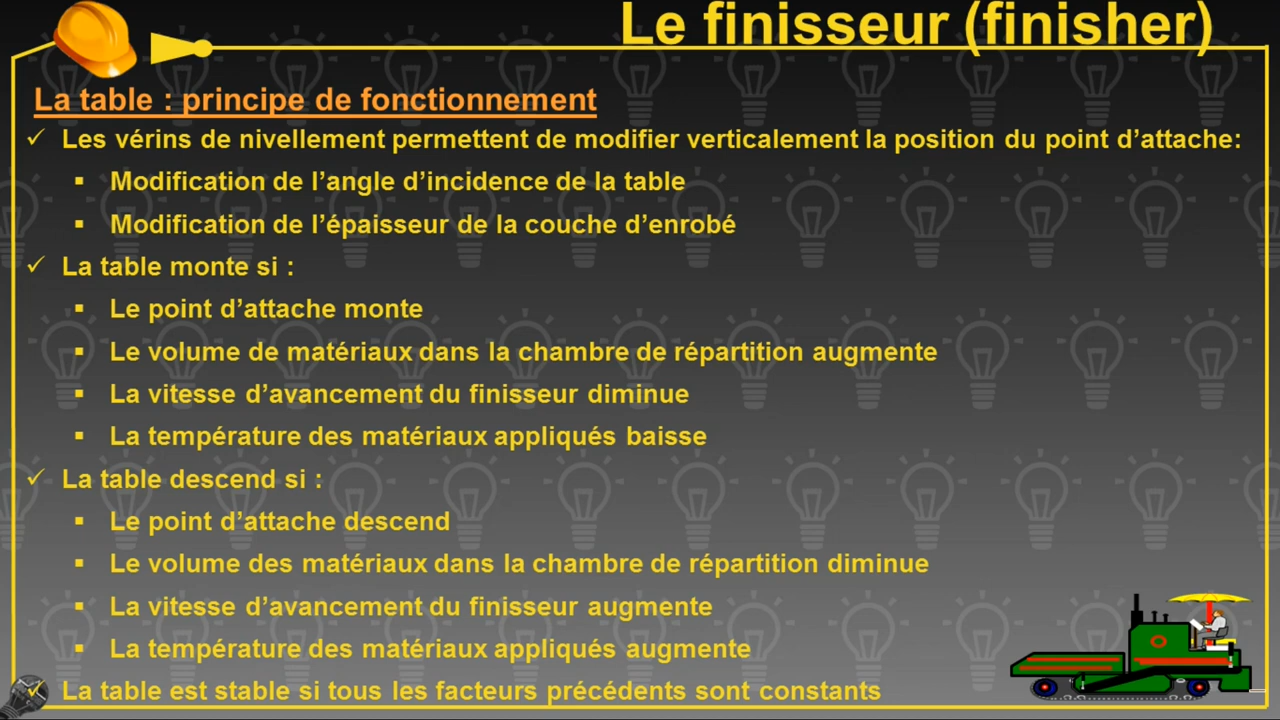 Le finisseur (finisher)
La table : principe de fonctionnement
✓ Les vérins de nivellement permettent de modifier verticalement la position du point d’attache:
▪ Modification de l’angle d’incidence de la table
▪ Modification de l’épaisseur de la couche d’enrobé
✓ La table monte si :
▪ Le point d’attache monte
▪ Le volume de matériaux dans la chambre de répartition augmente
▪ La vitesse d’avancement du finisseur diminue
▪ La température des matériaux appliqués baisse
✓ La table descend si :
▪ Le point d’attache descend
▪ Le volume des matériaux dans la chambre de répartition diminue
▪ La vitesse d’avancement du finisseur augmente
▪ La température des matériaux appliqués augmente
✓ La table est stable si tous les facteurs précédents sont constants